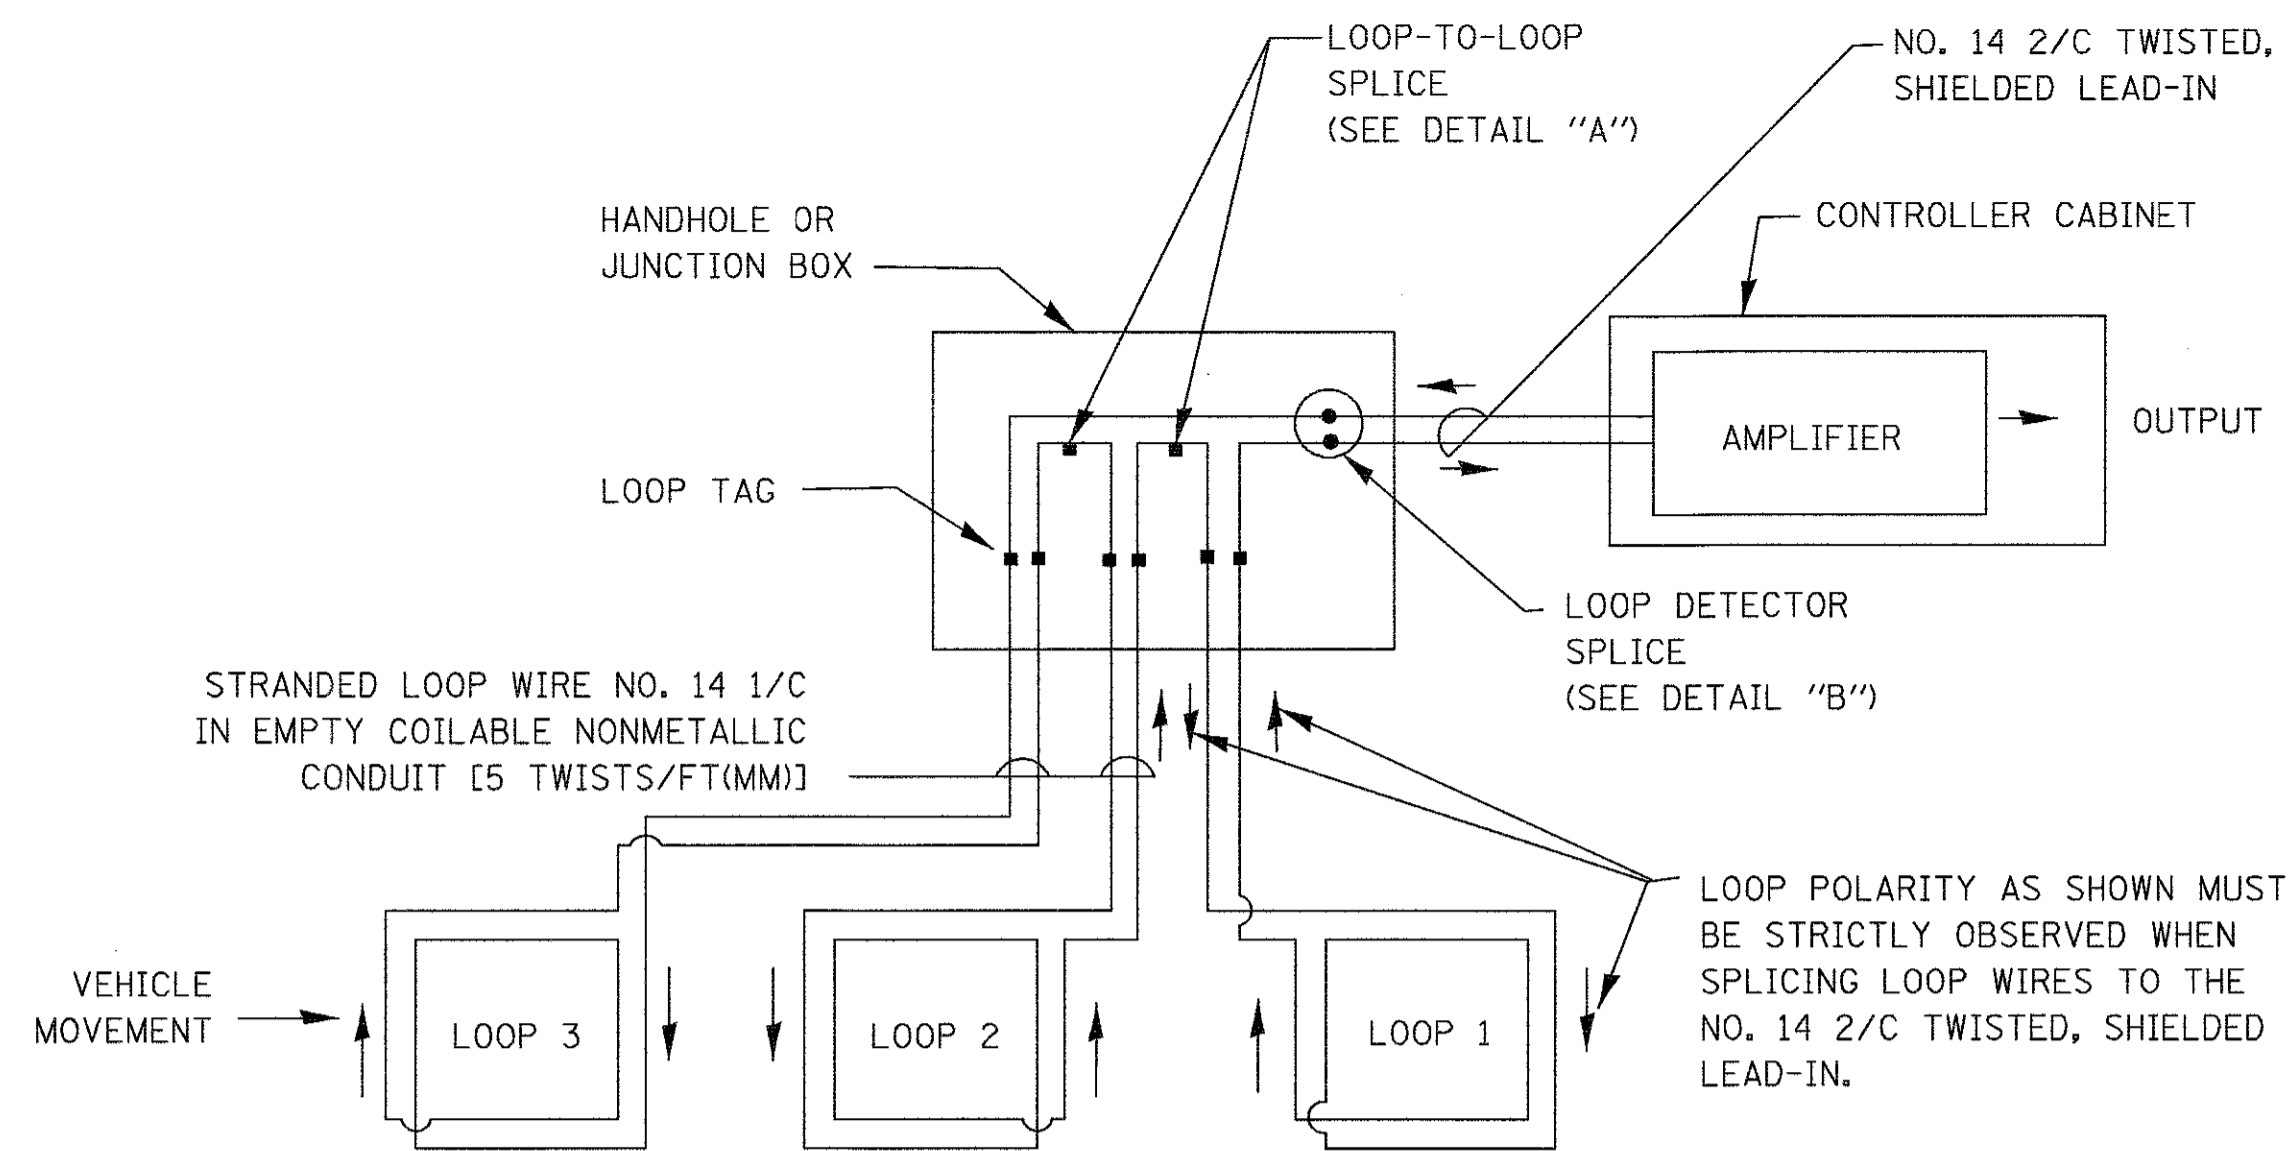 LOOP-TO-LOOP
SPLICE
(SEE DETAIL "A")
NO. 14 2/C TWISTED,
SHIELDED LEAD-IN
HANDHOLE OR
JUNCTION BOX
CONTROLLER CABINET
AMPLIFIER
OUTPUT
LOOP TAG
LOOP DETECTOR
SPLICE
(SEE DETAIL "B")
STRANDED LOOP WIRE NO. 14 1/C
IN EMPTY COILABLE NONMETALLIC
CONDUIT [5 TWISTS/FT(MM)]
LOOP POLARITY AS SHOWN MUST
BE STRICTLY OBSERVED WHEN
SPLICING LOOP WIRES TO THE
NO. 14 2/C TWISTED, SHIELDED
LEAD-IN.
VEHICLE
MOVEMENT
LOOP 3
LOOP 2
LOOP 1